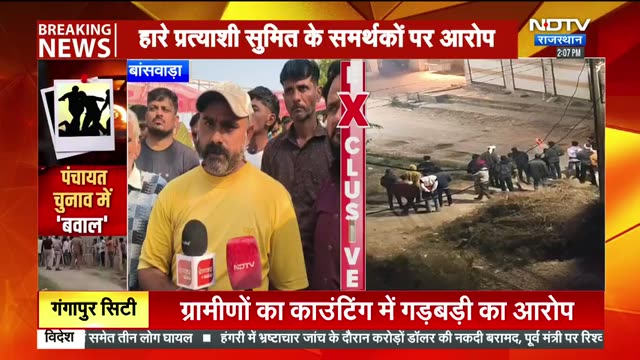 BREAKING
NEWS
हारे प्रत्याशी सुमित के समर्थकों पर आरोप
NDTV
राजस्थान
2:07 PM
बांसवाड़ा
EXCLUSIVE
पंचायत
चुनाव में
'बवाल'
NDTV
गंगापुर सिटी
ग्रामीणों का काउंटिंग में गड़बड़ी का आरोप
विदेश
समेत तीन लोग घायल
हंगरी में भ्रष्टाचार जांच के दौरान करोड़ों डॉलर की नकदी बरामद, पूर्व मंत्री पर रिश्व